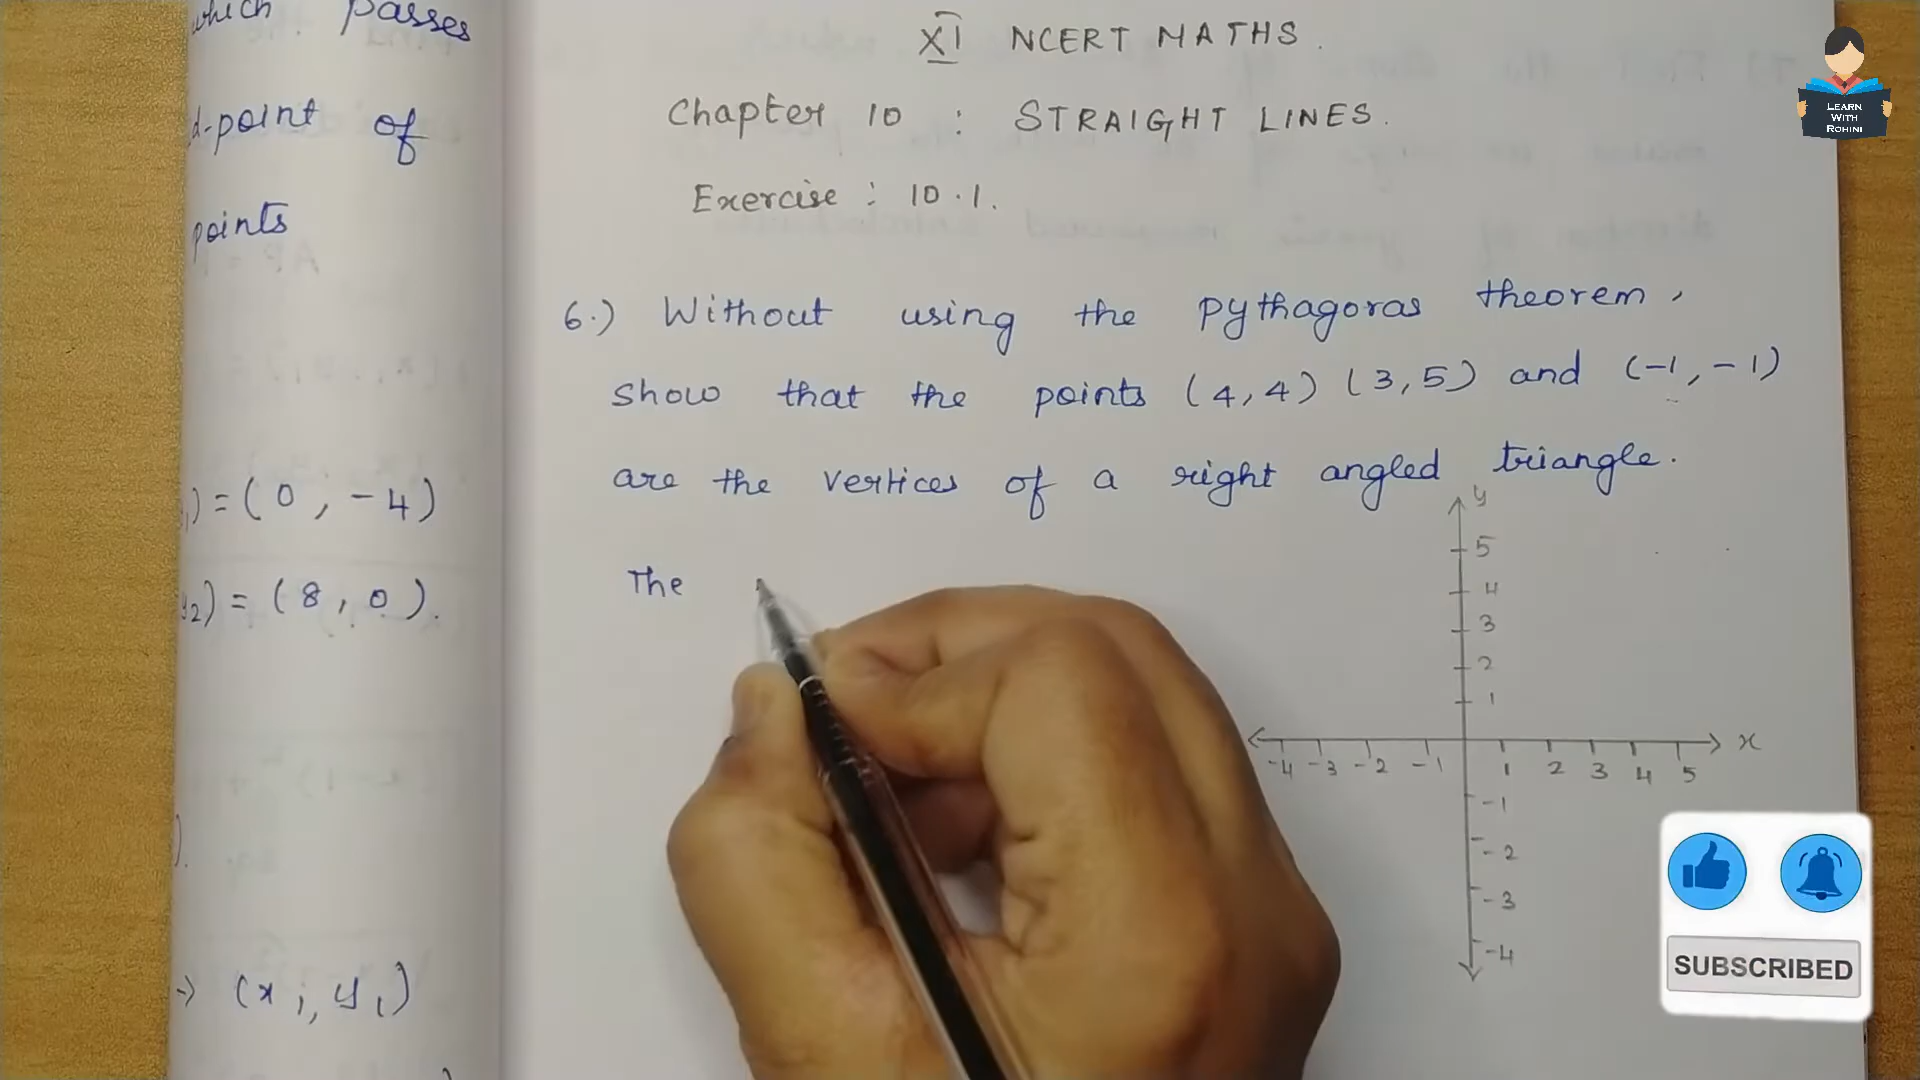 which passes
d-point of
points
1) = (0, -4)
y2) = (8, 0).
).
→ (x1, y1)
XI NCERT MATHS.
Chapter 10 : STRAIGHT LINES.
Exercise : 10.1.
6.) Without using the Pythagoras theorem,
show that the points (4,4) (3,5) and (-1,-1)
are the vertices of a right angled triangle.
The
y
5
4
3
2
1
x
-4 -3 -2 -1 1 2 3 4 5
-1
-2
-3
-4
LEARN
WITH
ROHINI
SUBSCRIBED